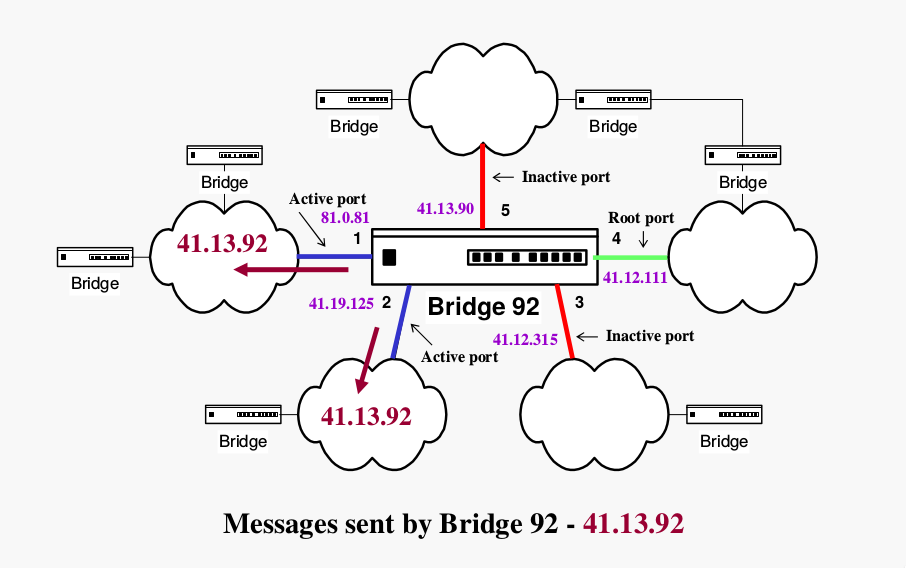 Bridge
Bridge
Bridge
Bridge
Inactive port
Active port
81.0.81
41.13.90
5
Root port
1
4
41.13.92
Bridge
41.12.111
41.19.125
2
Bridge 92
3
41.12.315
Inactive port
Active port
41.13.92
Bridge
Bridge
Messages sent by Bridge 92 - 41.13.92